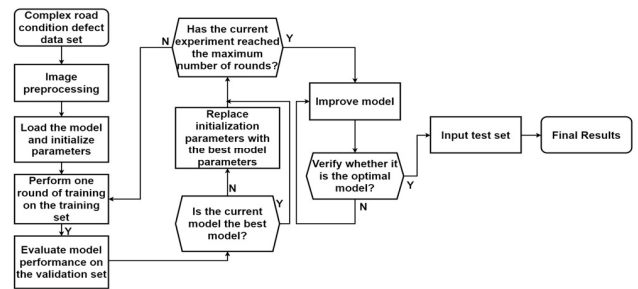 Complex road
condition defect
data set
Image
preprocessing
Load the model
and initialize
parameters
Perform one
round of training
on the training
set
Y
Evaluate model
performance on
the validation set
Has the current
experiment reached
the maximum
number of rounds?
N
Y
Replace
initialization
parameters with
the best model
parameters
N
Y
Is the current
model the best
model?
Improve model
Verify whether it
is the optimal
model?
Y
N
Input test set
Final Results